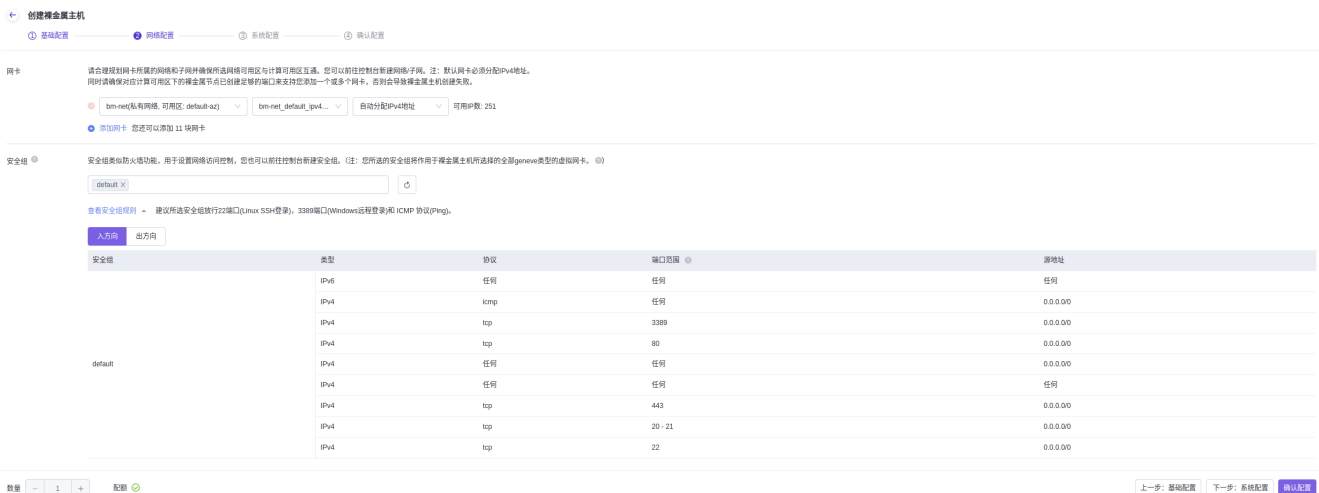 创建裸金属主机
1 基础配置 2 网络配置 3 系统配置 4 确认配置
网卡
请合理规划网卡所属的网络和子网并确保所选网络可用区与计算可用区互通。您可以前往控制台新建网络/子网。注：默认网卡必须分配IPv4地址。
同时请确保对应计算可用区下的裸金属节点已创建足够的端口来支持您添加一个或多个网卡，否则会导致裸金属主机创建失败。
bm-net(私有网络, 可用区: default-az) bm-net_default_ipv4... 自动分配IPv4地址 可用IP数: 251
添加网卡 您还可以添加 11 块网卡
安全组
安全组类似防火墙功能，用于设置网络访问控制，您也可以前往控制台新建安全组。（注：您所选的安全组将作用于裸金属主机所选择的全部geneve类型的虚拟网卡。）
default ×
查看安全组规则 建议所选安全组放行22端口(Linux SSH登录)，3389端口(Windows远程登录)和 ICMP 协议(Ping)。
入方向 出方向
安全组 类型 协议 端口范围 源地址
IPv6 任何 任何 任何
IPv4 icmp 任何 0.0.0.0/0
IPv4 tcp 3389 0.0.0.0/0
IPv4 tcp 80 0.0.0.0/0
default IPv4 任何 任何 0.0.0.0/0
IPv4 任何 任何 任何
IPv4 tcp 443 0.0.0.0/0
IPv4 tcp 20 - 21 0.0.0.0/0
IPv4 tcp 22 0.0.0.0/0
数量 − 1 + 配额 上一步：基础配置 下一步：系统配置 确认配置